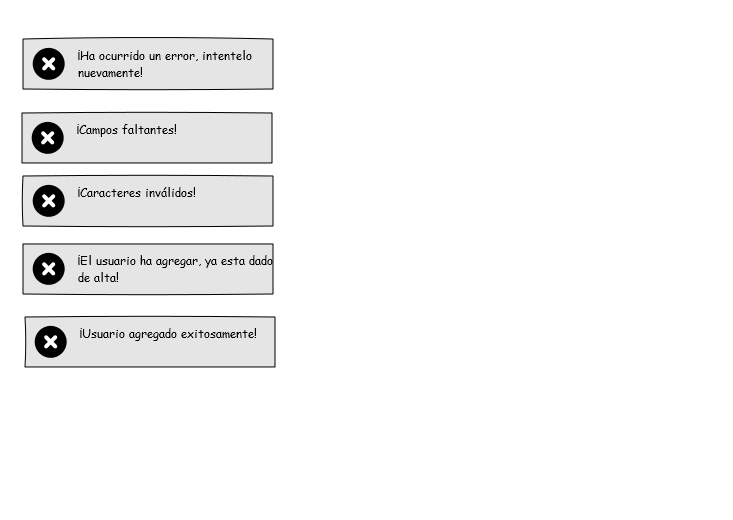 ¡Ha ocurrido un error, intentelo
nuevamente!
¡Campos faltantes!
¡Caracteres inválidos!
¡El usuario ha agregar, ya esta dado
de alta!
¡Usuario agregado exitosamente!